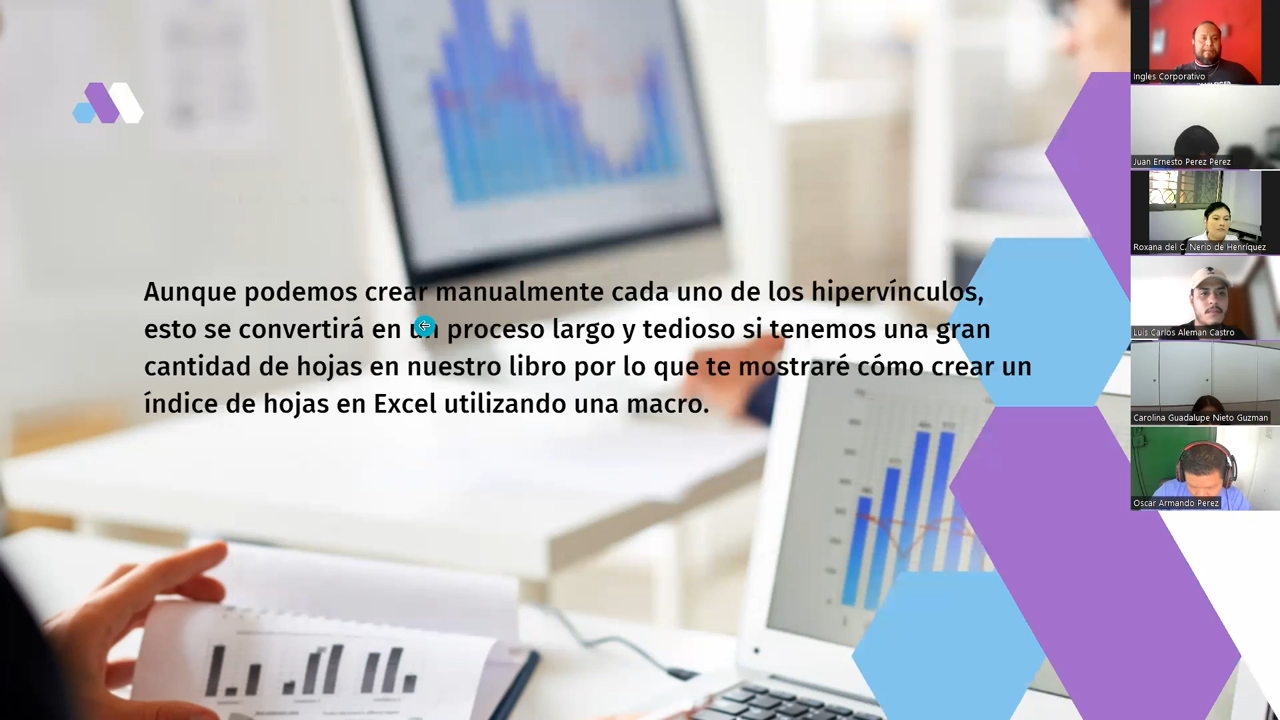 Aunque podemos crear manualmente cada uno de los hipervínculos,
esto se convertirá en un proceso largo y tedioso si tenemos una gran
cantidad de hojas en nuestro libro por lo que te mostraré cómo crear un
índice de hojas en Excel utilizando una macro.
Ingles Corporativo
Juan Ernesto Perez Perez
Roxana del C. Nerio de Henríquez
Luis Carlos Aleman Castro
Carolina Guadalupe Nieto Guzman
Oscar Armando Perez